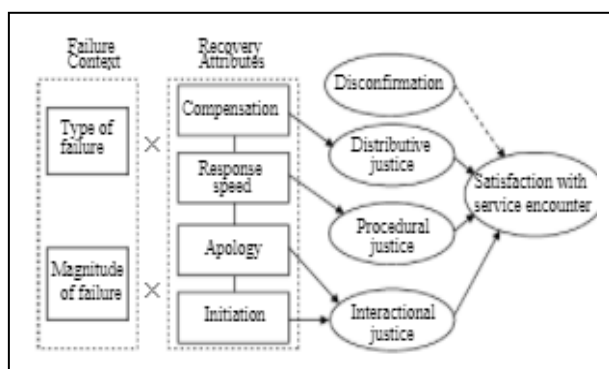 Failure
Context
Recovery
Attributes
Type of
failure
×
Magnitude
of failure
×
Compensation
Response
speed
Apology
Initiation
Disconfirmation
Distributive
justice
Procedural
justice
Interactional
justice
Satisfaction with
service encounter